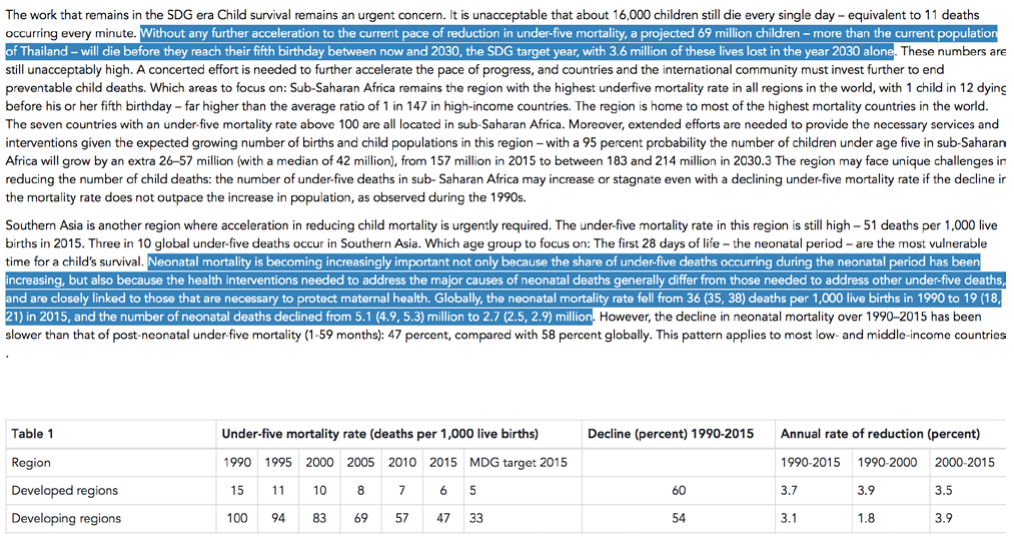 The work that remains in the SDG era Child survival remains an urgent concern. It is unacceptable that about 16,000 children still die every single day – equivalent to 11 deaths
occurring every minute. Without any further acceleration to the current pace of reduction in under-five mortality, a projected 69 million children – more than the current population
of Thailand – will die before they reach their fifth birthday between now and 2030, the SDG target year, with 3.6 million of these lives lost in the year 2030 alone. These numbers are
still unacceptably high. A concerted effort is needed to further accelerate the pace of progress, and countries and the international community must invest further to end
preventable child deaths. Which areas to focus on: Sub-Saharan Africa remains the region with the highest underfive mortality rate in all regions in the world, with 1 child in 12 dying
before his or her fifth birthday – far higher than the average ratio of 1 in 147 in high-income countries. The region is home to most of the highest mortality countries in the world.
The seven countries with an under-five mortality rate above 100 are all located in sub-Saharan Africa. Moreover, extended efforts are needed to provide the necessary services and
interventions given the expected growing number of births and child populations in this region – with a 95 percent probability the number of children under age five in sub-Saharan
Africa will grow by an extra 26–57 million (with a median of 42 million), from 157 million in 2015 to between 183 and 214 million in 2030.3 The region may face unique challenges in
reducing the number of child deaths: the number of under-five deaths in sub- Saharan Africa may increase or stagnate even with a declining under-five mortality rate if the decline in
the mortality rate does not outpace the increase in population, as observed during the 1990s.
Southern Asia is another region where acceleration in reducing child mortality is urgently required. The under-five mortality rate in this region is still high – 51 deaths per 1,000 live
births in 2015. Three in 10 global under-five deaths occur in Southern Asia. Which age group to focus on: The first 28 days of life – the neonatal period – are the most vulnerable
time for a child's survival. Neonatal mortality is becoming increasingly important not only because the share of under-five deaths occurring during the neonatal period has been
increasing, but also because the health interventions needed to address the major causes of neonatal deaths generally differ from those needed to address other under-five deaths,
and are closely linked to those that are necessary to protect maternal health. Globally, the neonatal mortality rate fell from 36 (35, 38) deaths per 1,000 live births in 1990 to 19 (18,
21) in 2015, and the number of neonatal deaths declined from 5.1 (4.9, 5.3) million to 2.7 (2.5, 2.9) million. However, the decline in neonatal mortality over 1990–2015 has been
slower than that of post-neonatal under-five mortality (1-59 months): 47 percent, compared with 58 percent globally. This pattern applies to most low- and middle-income countries
.
Table 1 Under-five mortality rate (deaths per 1,000 live births) Decline (percent) 1990-2015 Annual rate of reduction (percent)
Region 1990 1995 2000 2005 2010 2015 MDG target 2015 1990-2015 1990-2000 2000-2015
Developed regions 15 11 10 8 7 6 5 60 3.7 3.9 3.5
Developing regions 100 94 83 69 57 47 33 54 3.1 1.8 3.9